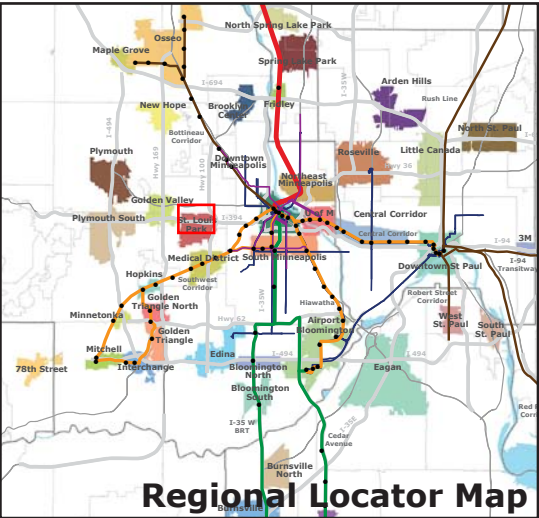 North Spring Lake Park
Osseo
Maple Grove
Spring Lake Park
I-694
I-35W
Arden Hills
Rush Line
New Hope
Brooklyn
Center
Fridley
I-494
Bottineau
Corridor
North St. Paul
Plymouth
Hwy 169
Hwy 100
Downtown
Minneapolis
Roseville
Little Canada
Hwy 36
Northeast
Minneapolis
Golden Valley
Plymouth South
St. Louis
Park
I-394
U of M
Central Corridor
Central Corridor
I-94
3M
I-94
Transitway
Medical District
South Minneapolis
Downtown St Paul
Hopkins
Southwest
Corridor
I-35W
Hiawatha
Robert Street
Corridor
Golden
Triangle North
Minnetonka
Hwy 62
Airport
Bloomington
West
St. Paul
South
St. Paul
Golden
Triangle
Mitchell
Interchange
78th Street
Edina
I-494
I-494
Bloomington
North
Eagan
Bloomington
South
I-35 W
BRT
Cedar
Avenue
I-35E
Burnsville
North
Burnsville
Regional Locator Map